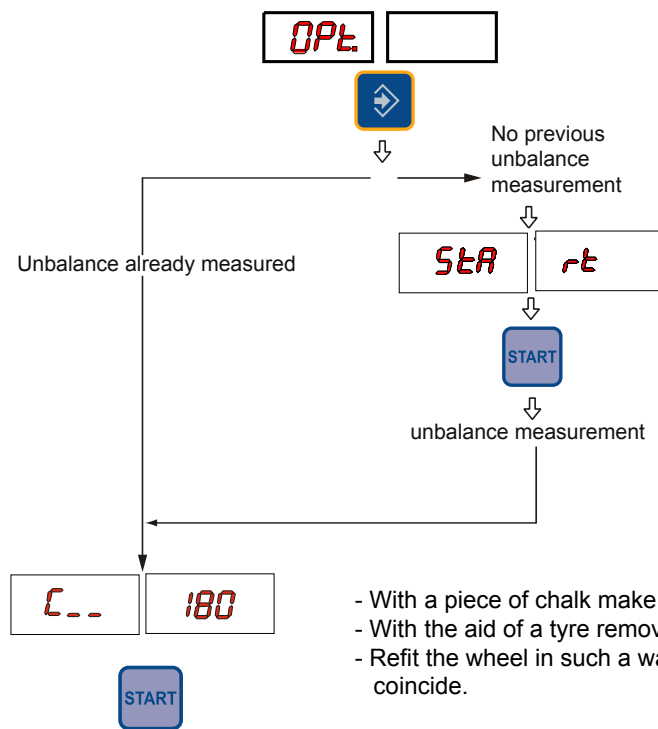 OPt.
No previous
unbalance
measurement
Unbalance already measured
StA rt
START
unbalance measurement
C_ _ 180
- With a piece of chalk make
- With the aid of a tyre remov
- Refit the wheel in such a wa
coincide.
START